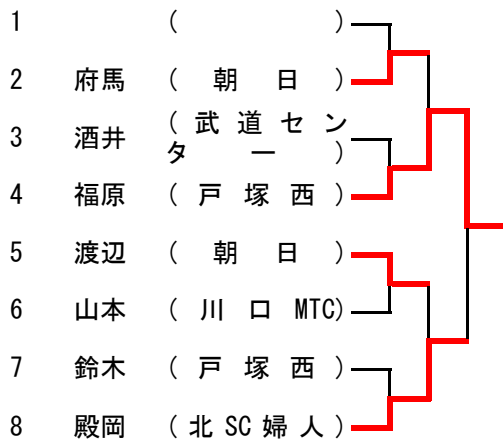 1 ( )
2 府馬 ( 朝 日 )
3 酒井 ( 武 道 セ ン
タ ー )
4 福原 ( 戸 塚 西 )
5 渡辺 ( 朝 日 )
6 山本 ( 川 口 MTC)
7 鈴木 ( 戸 塚 西 )
8 殿岡 ( 北 SC 婦 人 )